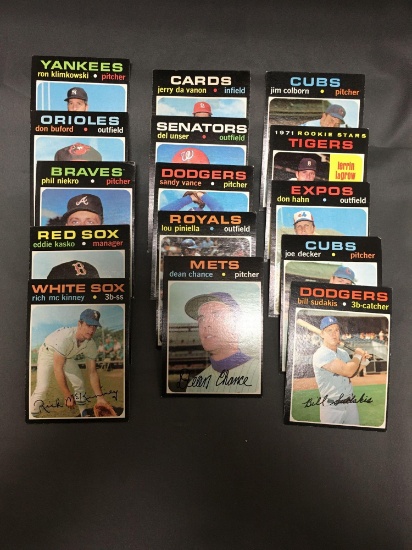 YANKEES
ron klimkowski • pitcher
ORIOLES
don buford • outfield
BRAVES
phil niekro • pitcher
RED SOX
eddie kasko • manager
WHITE SOX
rich mc kinney • 3b-ss
Rich McKinney
CARDS
jerry da vanon • infield
SENATORS
del unser • outfield
DODGERS
sandy vance • pitcher
ROYALS
lou piniella • outfield
METS
dean chance • pitcher
Dean Chance
CUBS
jim colborn • pitcher
1971 ROOKIE STARS
TIGERS
lerrin
lagrow
EXPOS
don hahn • outfield
CUBS
joe decker • pitcher
DODGERS
bill sudakis • 3b-catcher
Bill Sudakis